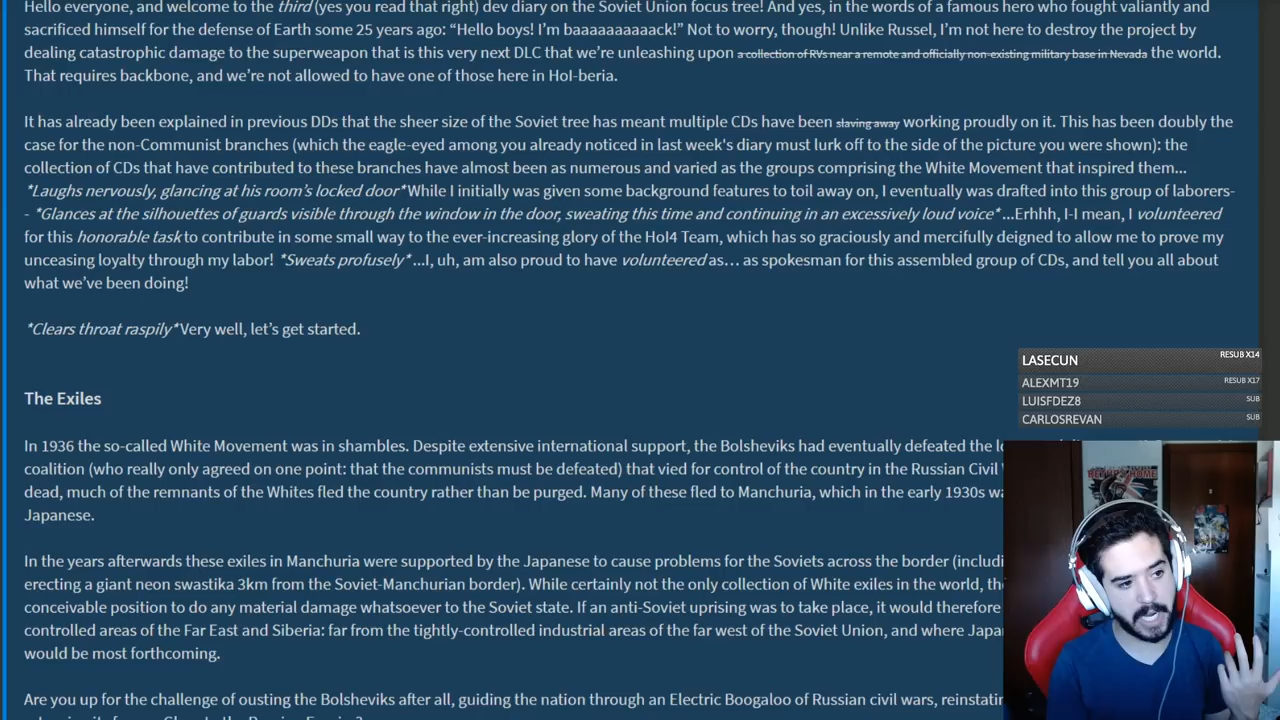 Hello everyone, and welcome to the third (yes you read that right) dev diary on the Soviet Union focus tree! And yes, in the words of a famous hero who fought valiantly and
sacrificed himself for the defense of Earth some 25 years ago: “Hello boys! I’m baaaaaaaaaack!” Not to worry, though! Unlike Russel, I’m not here to destroy the project by
dealing catastrophic damage to the superweapon that is this very next DLC that we’re unleashing upon a collection of RVs near a remote and officially non-existing military base in Nevada the world.
That requires backbone, and we’re not allowed to have one of those here in HoI-beria.
It has already been explained in previous DDs that the sheer size of the Soviet tree has meant multiple CDs have been slaving away working proudly on it. This has been doubly the
case for the non-Communist branches (which the eagle-eyed among you already noticed in last week's diary must lurk off to the side of the picture you were shown): the
collection of CDs that have contributed to these branches have almost been as numerous and varied as the groups comprising the White Movement that inspired them...
*Laughs nervously, glancing at his room’s locked door* While I initially was given some background features to toil away on, I eventually was drafted into this group of laborers-
- *Glances at the silhouettes of guards visible through the window in the door, sweating this time and continuing in an excessively loud voice* ...Erhhh, I-I mean, I volunteered
for this honorable task to contribute in some small way to the ever-increasing glory of the HoI4 Team, which has so graciously and mercifully deigned to allow me to prove my
unceasing loyalty through my labor! *Sweats profusely* ...I, uh, am also proud to have volunteered as… as spokesman for this assembled group of CDs, and tell you all about
what we’ve been doing!
*Clears throat raspily* Very well, let’s get started.
LASECUN RESUB X14
ALEXMT19 RESUB X17
LUISFDEZ8 SUB
CARLOSREVAN SUB
The Exiles
In 1936 the so-called White Movement was in shambles. Despite extensive international support, the Bolsheviks had eventually defeated the
coalition (who really only agreed on one point: that the communists must be defeated) that vied for control of the country in the Russian Civil
dead, much of the remnants of the Whites fled the country rather than be purged. Many of these fled to Manchuria, which in the early 1930s
Japanese.
In the years afterwards these exiles in Manchuria were supported by the Japanese to cause problems for the Soviets across the border
erecting a giant neon swastika 3km from the Soviet-Manchurian border). While certainly not the only collection of White exiles in the world,
conceivable position to do any material damage whatsoever to the Soviet state. If an anti-Soviet uprising was to take place, it would therefore
controlled areas of the Far East and Siberia: far from the tightly-controlled industrial areas of the far west of the Soviet Union, and where
would be most forthcoming.
Are you up for the challenge of ousting the Bolsheviks after all, guiding the nation through an Electric Boogaloo of Russian civil wars,